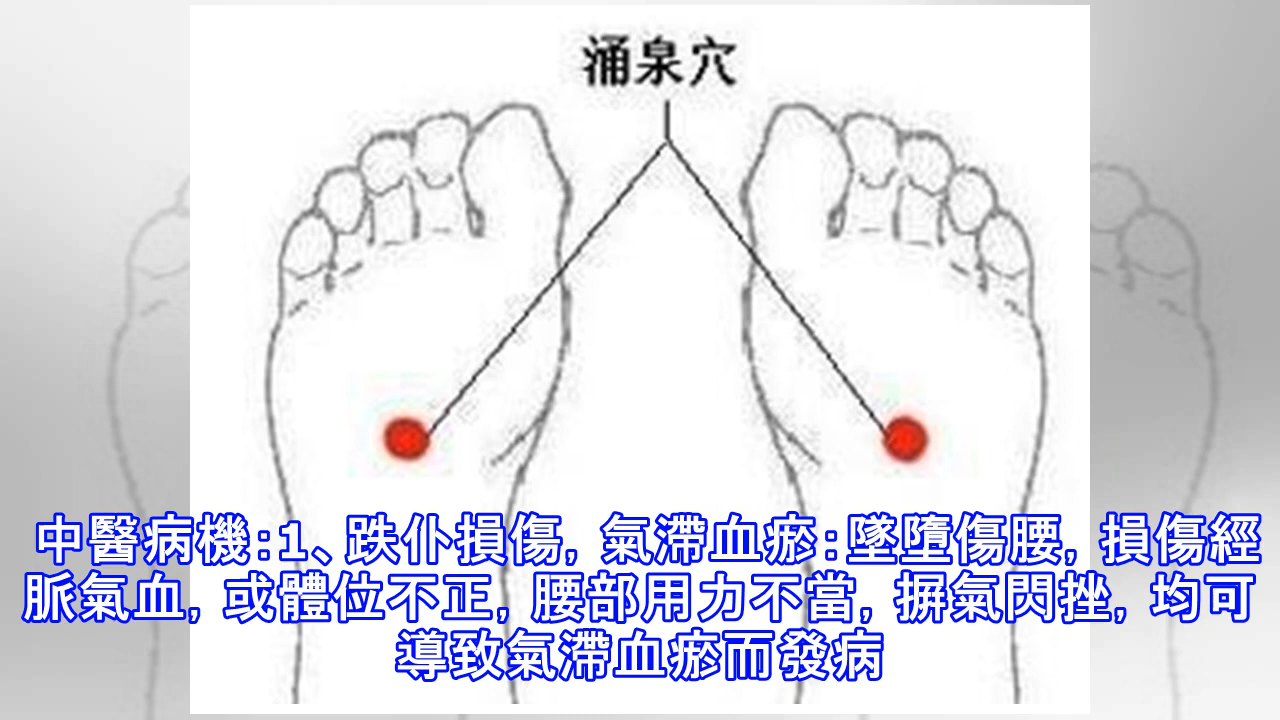 涌泉穴
中醫病機:1、跌仆損傷, 氣滯血瘀:墜墮傷腰, 損傷經
脈氣血, 或體位不正, 腰部用力不當, 摒氣閃挫, 均可
導致氣滯血瘀而發病